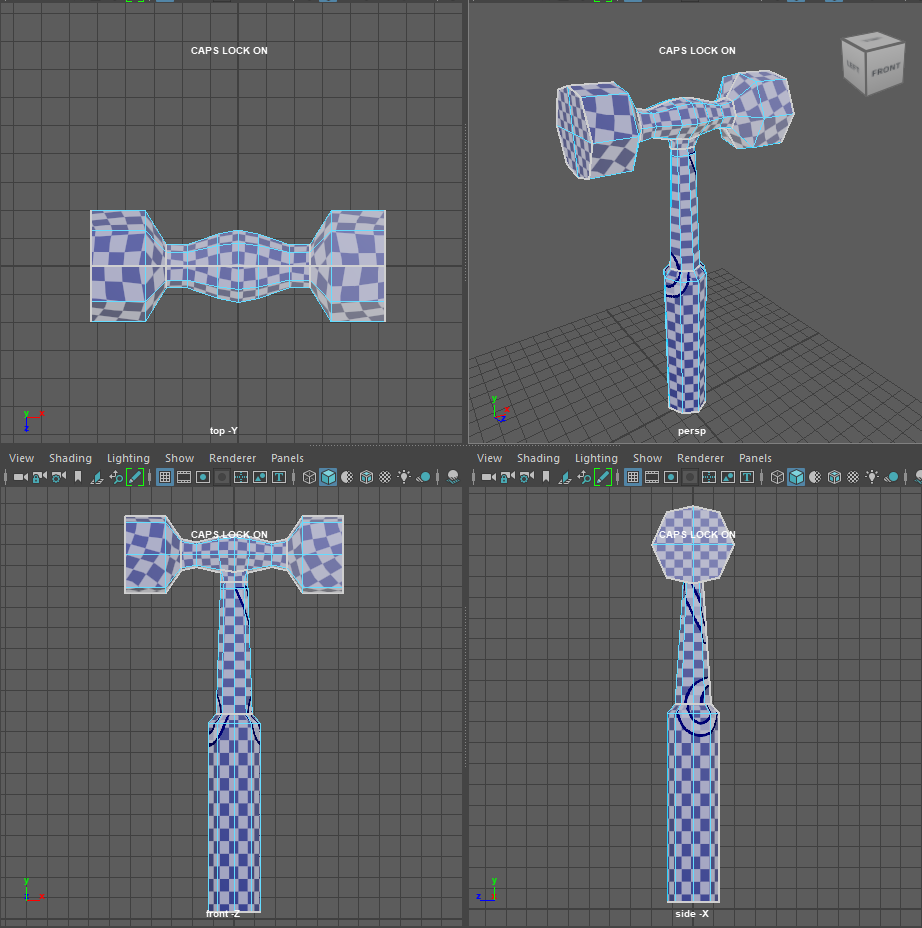 CAPS LOCK ON
CAPS LOCK ON
LEFT
FRONT
y
x
z
top -Y
y
x
z
persp
View Shading Lighting Show Renderer Panels
View Shading Lighting Show Renderer Panels
CAPS LOCK ON
CAPS LOCK ON
y
front -Z
y
z
side -X